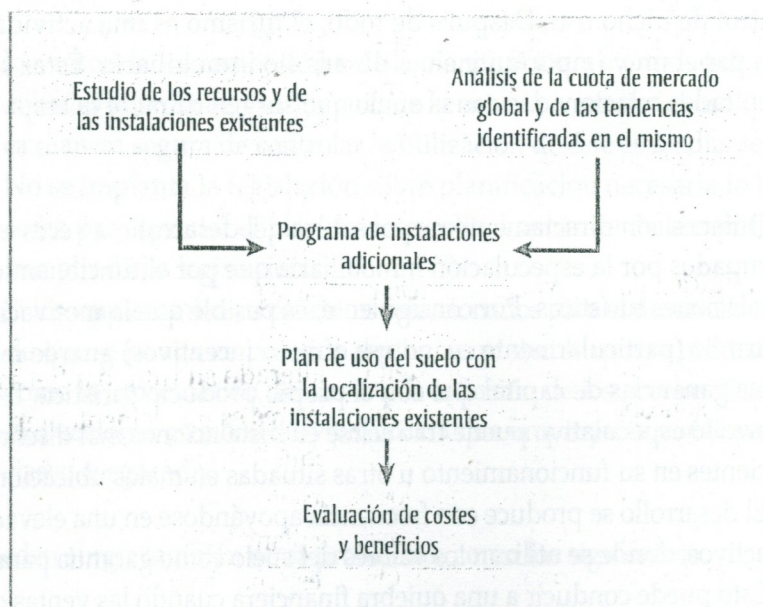 Estudio de los recursos y de
las instalaciones existentes
Análisis de la cuota de mercado
global y de las tendencias
identificadas en el mismo
Programa de instalaciones
adicionales
Plan de uso del suelo con
la localización de las
instalaciones existentes
Evaluación de costes
y beneficios